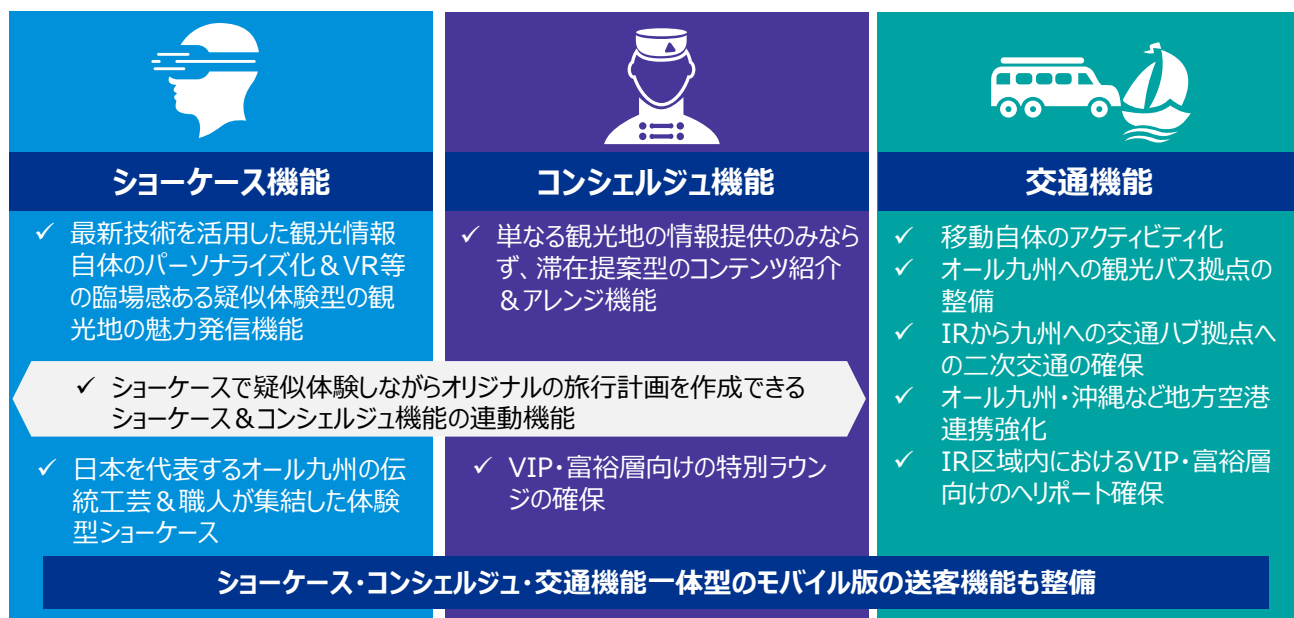 ショーケース機能
✓ 最新技術を活用した観光情報
自体のパーソナライズ化＆VR等
の臨場感ある疑似体験型の観
光地の魅力発信機能
コンシェルジュ機能
✓ 単なる観光地の情報提供のみなら
ず、滞在提案型のコンテンツ紹介
＆アレンジ機能
✓ ショーケースで疑似体験しながらオリジナルの旅行計画を作成できる
ショーケース＆コンシェルジュ機能の連動機能
✓ 日本を代表するオール九州の伝
統工芸＆職人が集結した体験
型ショーケース
✓ VIP・富裕層向けの特別ラウン
ジの確保
交通機能
✓ 移動自体のアクティビティ化
✓ オール九州への観光バス拠点の
整備
✓ IRから九州への交通ハブ拠点へ
の二次交通の確保
✓ オール九州・沖縄など地方空港
連携強化
✓ IR区域内におけるVIP・富裕層
向けのヘリポート確保
ショーケース・コンシェルジュ・交通機能一体型のモバイル版の送客機能も整備